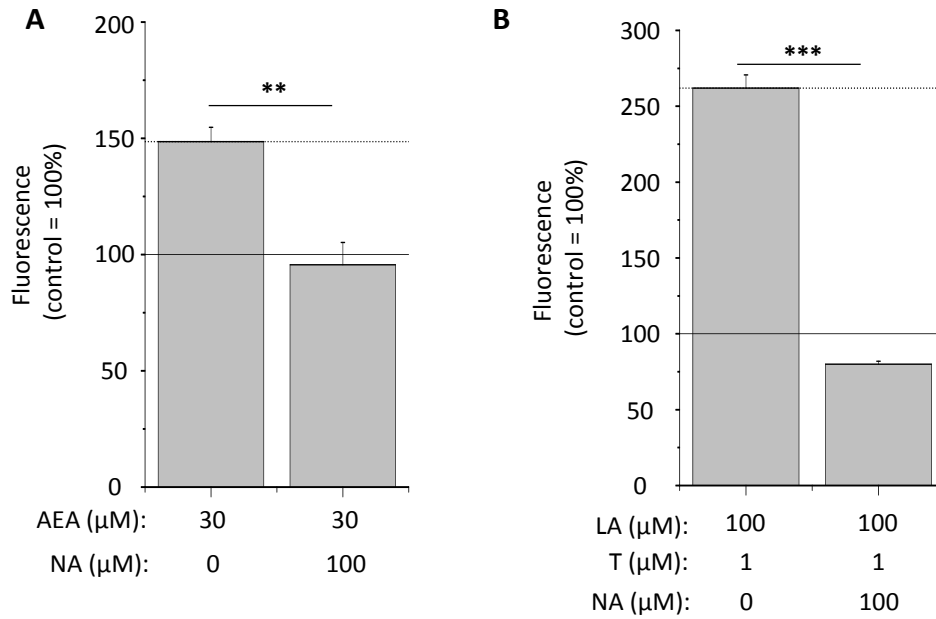 A
Fluorescence
(control = 100%)
200
150
100
50
0
**
AEA (µM): 30 30
NA (µM): 0 100
B
Fluorescence
(control = 100%)
300
250
200
150
100
50
0
***
LA (µM): 100 100
T (µM): 1 1
NA (µM): 0 100